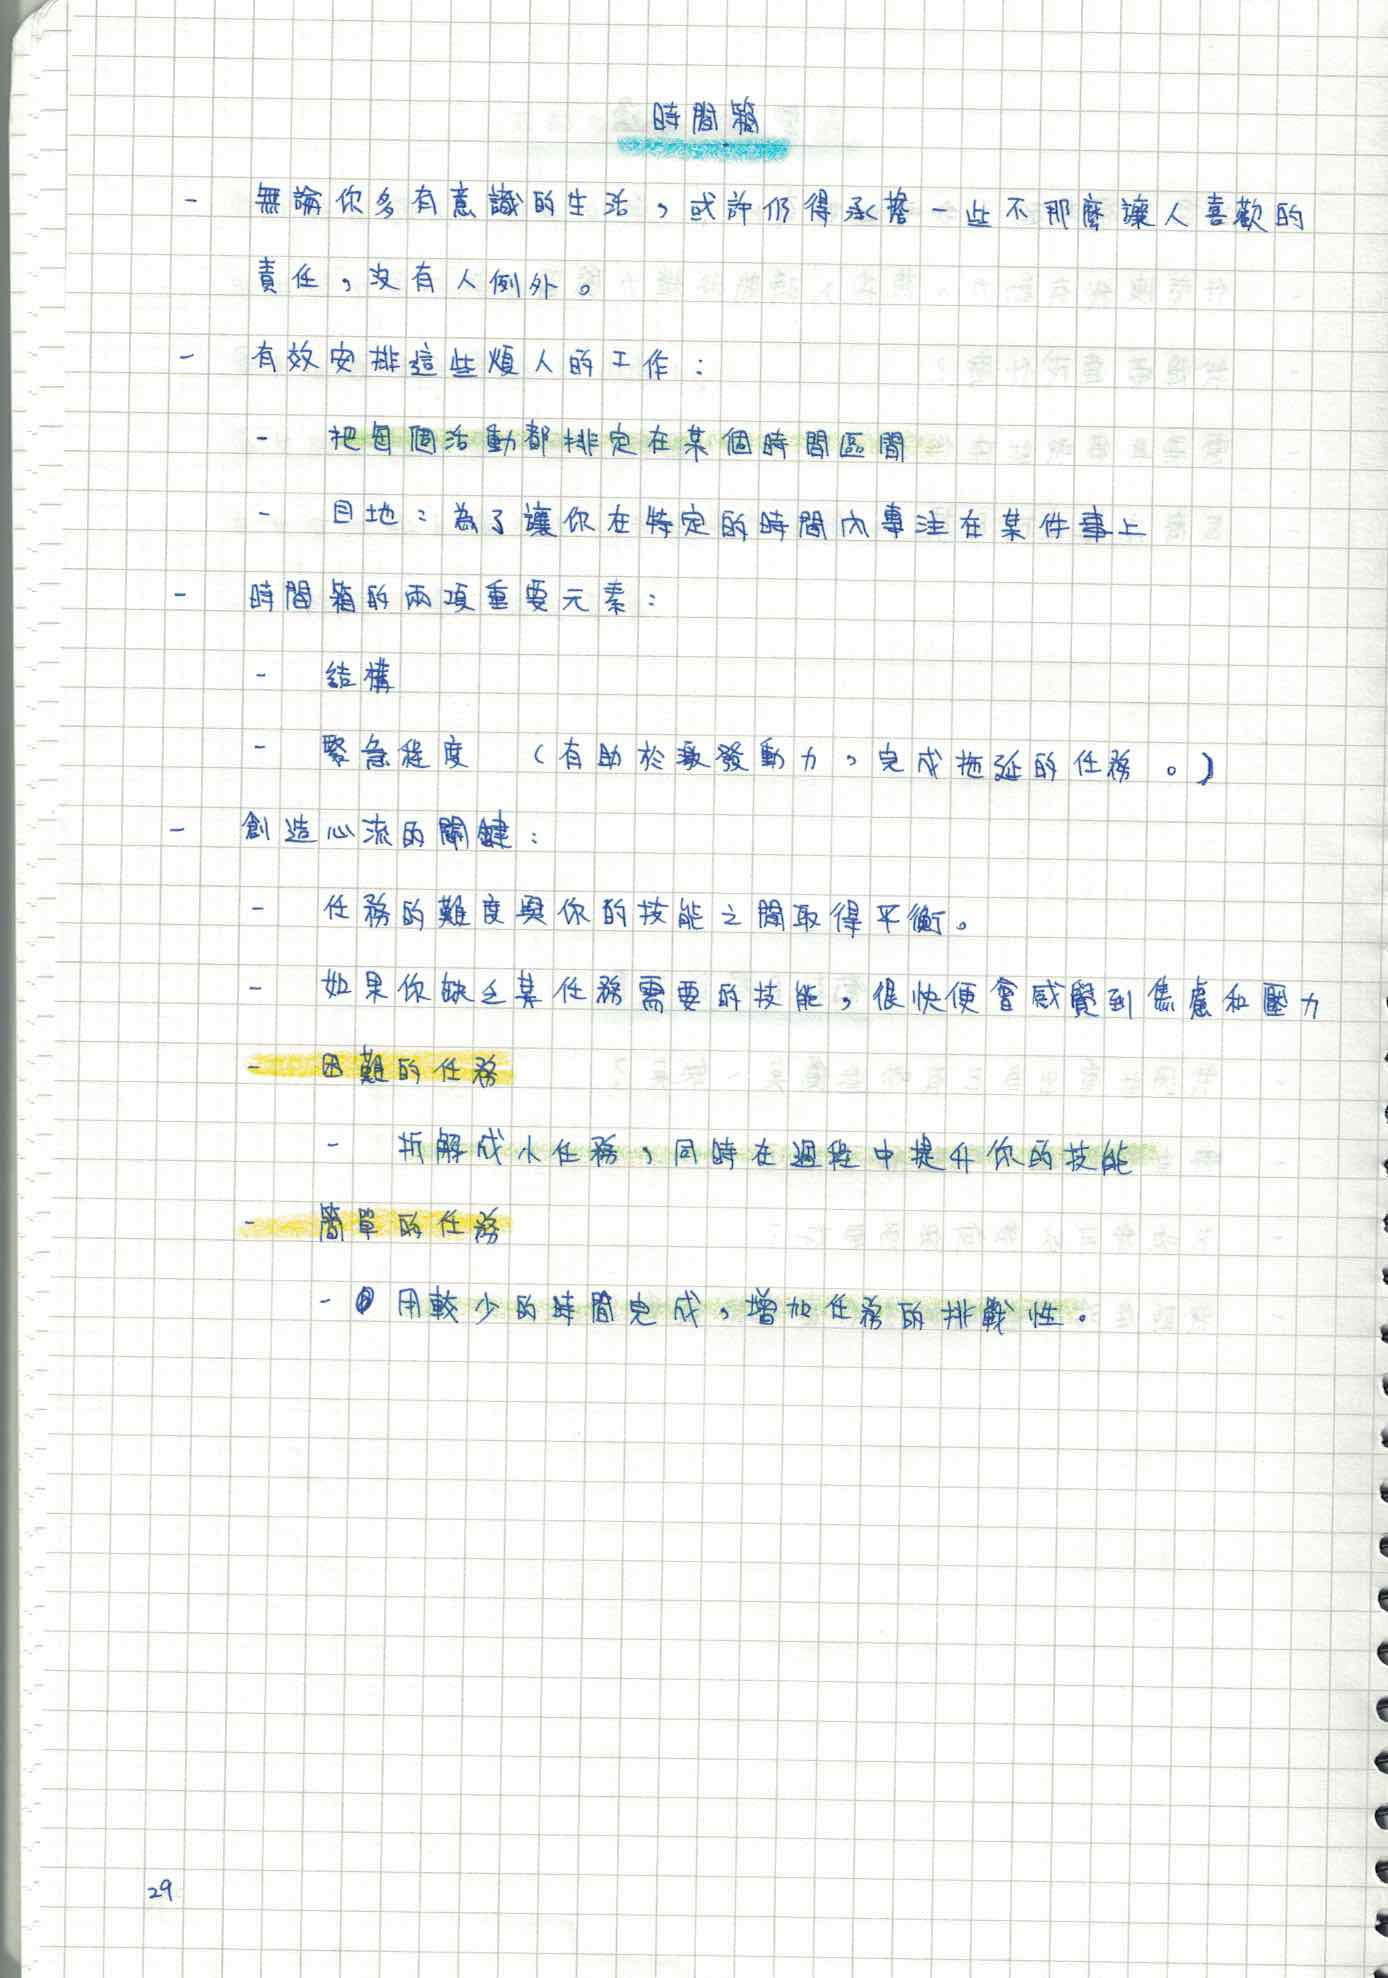 時間箱
- 無論你多有意識的生活，或許仍得承擔一些不那麼讓人喜歡的
責任，沒有人例外。
- 有效安排這些煩人的工作：
- 把每個活動都排定在某個時間區間
- 目地：為了讓你在特定的時間內專注在某件事上
- 時間箱的兩項重要元素：
- 結構
- 緊急程度 （有助於激發動力，完成拖延的任務。）
- 創造心流的關鍵：
- 任務的難度與你的技能之間取得平衡。
- 如果你缺乏某任務需要的技能，很快便會感覺到焦慮和壓力
- 困難的任務
- 拆解成小任務，同時在過程中提升你的技能
- 簡單的任務
- 用較少的時間完成，增加任務的挑戰性。
29